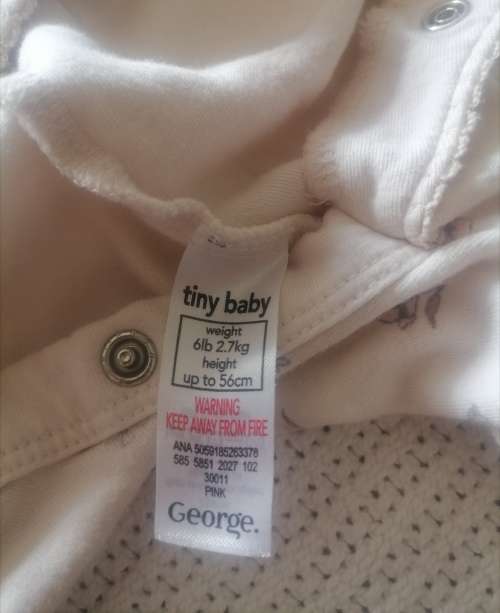 tiny baby
weight
6lb 2.7kg
height
up to 56cm
WARNING
KEEP AWAY FROM FIRE
ANA 5059185263378
585 5851 2027 102
30011
PINK
George.